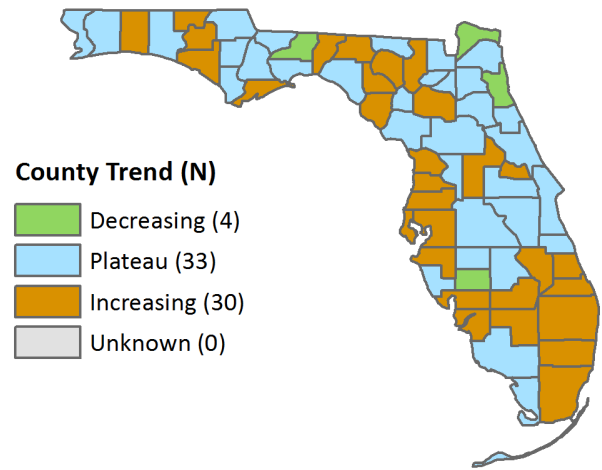 County Trend (N)
Decreasing (4)
Plateau (33)
Increasing (30)
Unknown (0)